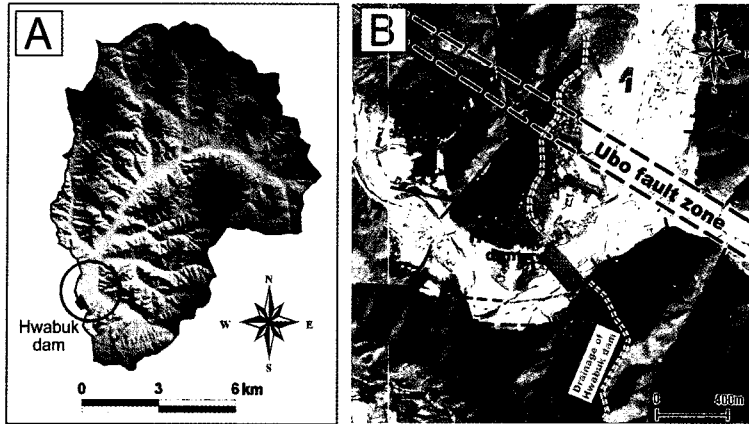 A
Hwabuk
dam
N
W E
S
0 3 6 km
B
N
S
Ubo fault zone
Drainage of
Hwabuk dam
0 400m